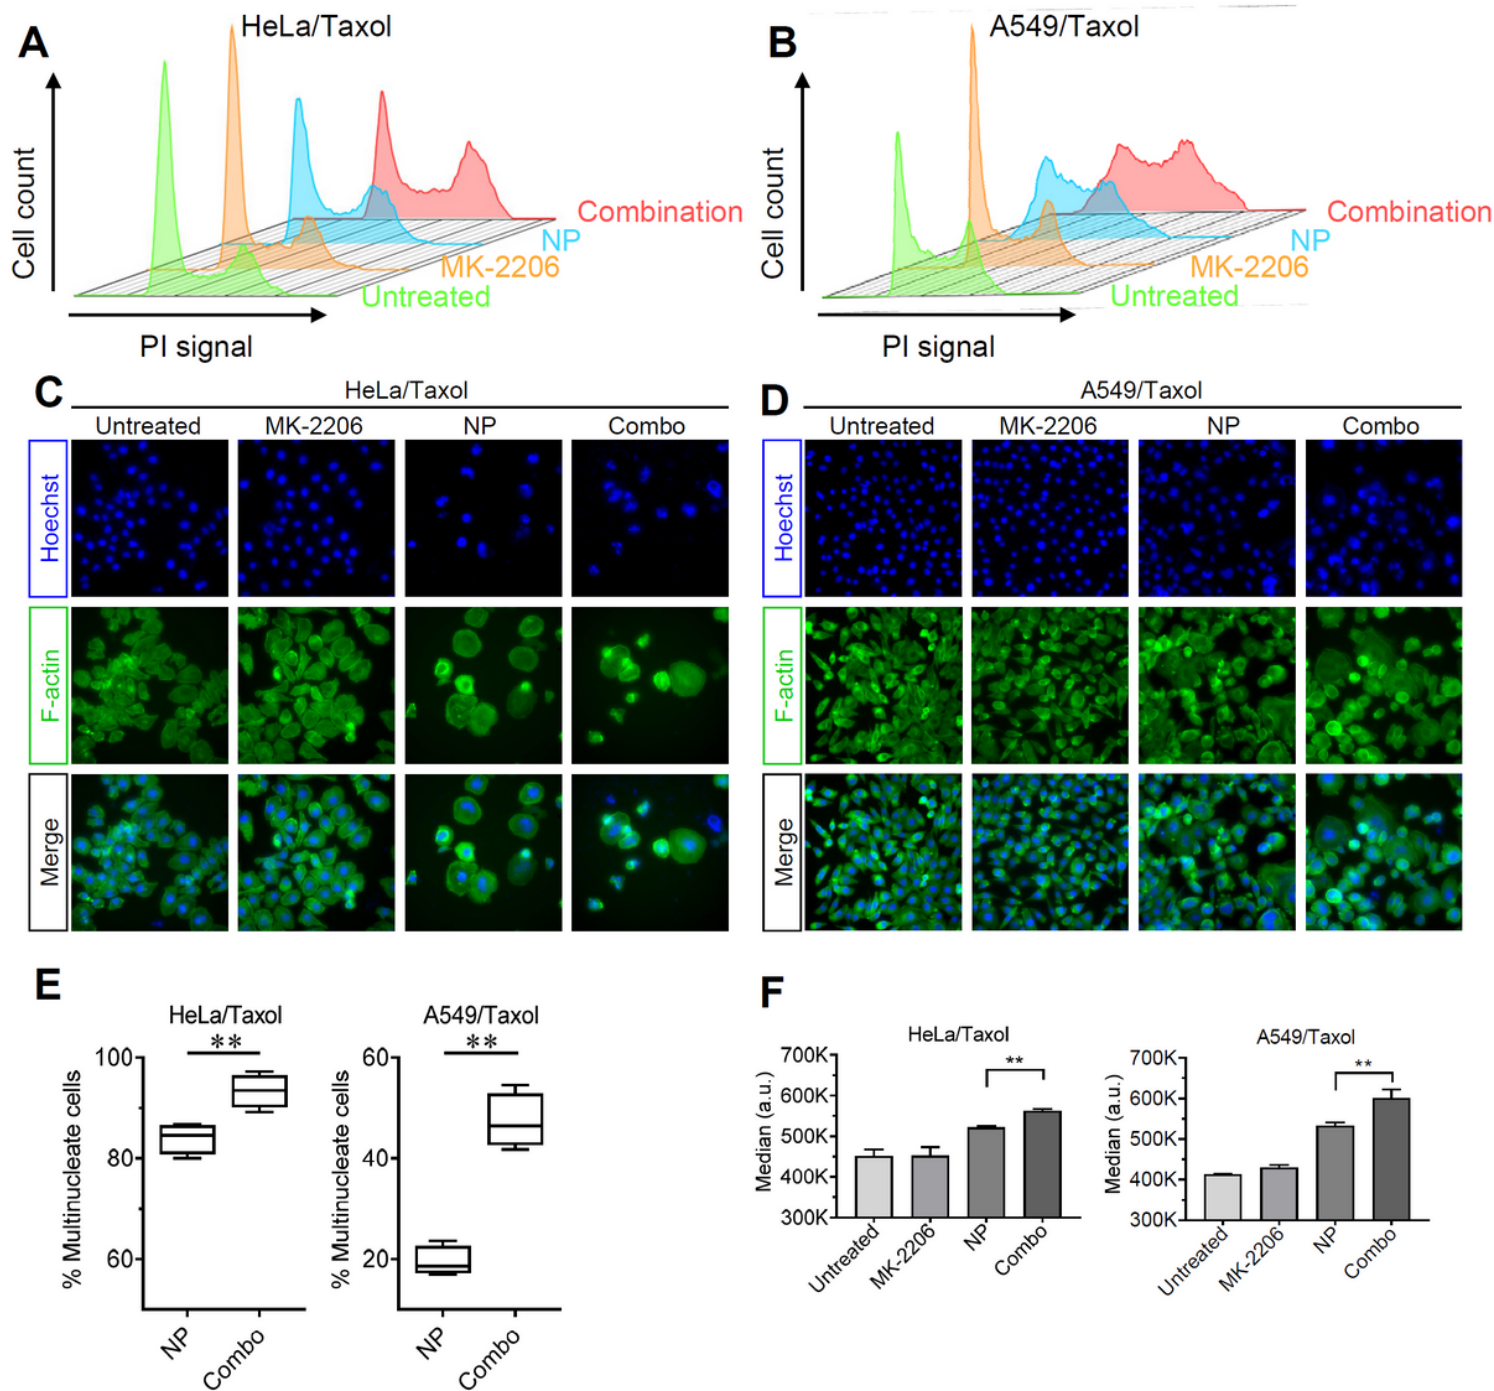 A
HeLa/Taxol
Cell count
Combination
NP
MK-2206
Untreated
PI signal
B
A549/Taxol
Cell count
Combination
NP
MK-2206
Untreated
PI signal
C
HeLa/Taxol
Untreated MK-2206 NP Combo
Hoechst
F-actin
Merge
D
A549/Taxol
Untreated MK-2206 NP Combo
Hoechst
F-actin
Merge
E
HeLa/Taxol
**
% Multinucleate cells
100
80
60
NP Combo
A549/Taxol
**
% Multinucleate cells
60
40
20
NP Combo
F
HeLa/Taxol
**
Median (a.u.)
700K
600K
500K
400K
300K
Untreated MK-2206 NP Combo
A549/Taxol
**
Median (a.u.)
700K
600K
500K
400K
300K
Untreated MK-2206 NP Combo